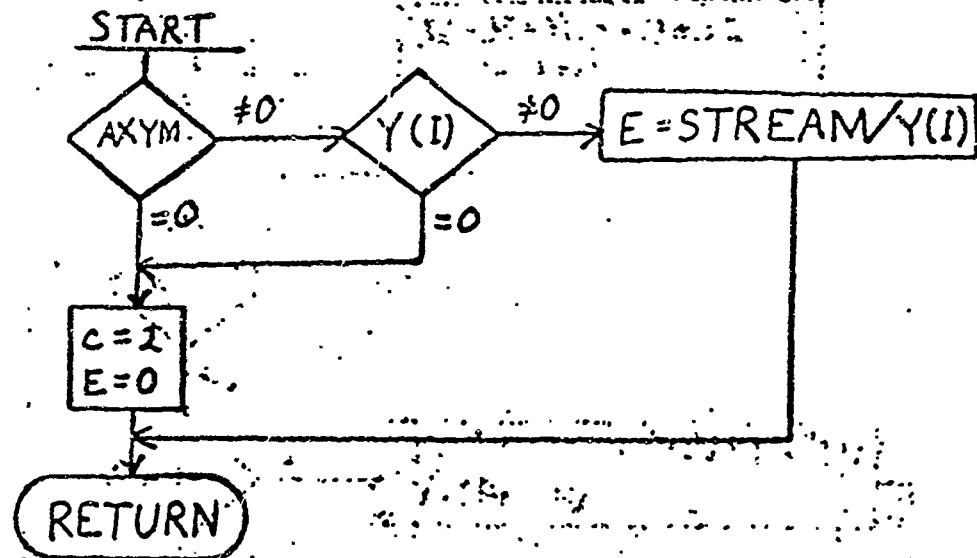 START
AXYM.
≠0
Y(I)
≠0
E=STREAM/Y(I)
=0
=0
C=I
E=0
RETURN